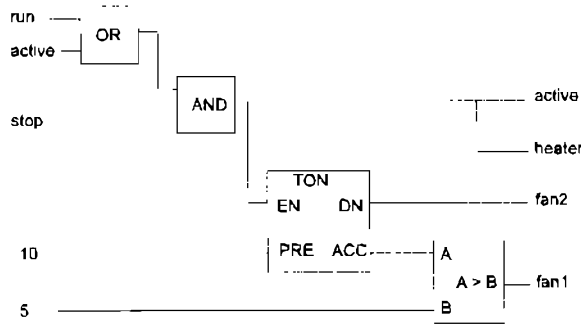 run
OR
active
AND
stop
active
heater
TON
EN DN
fan2
10
PRE ACC
A
A > B
fan1
5
B